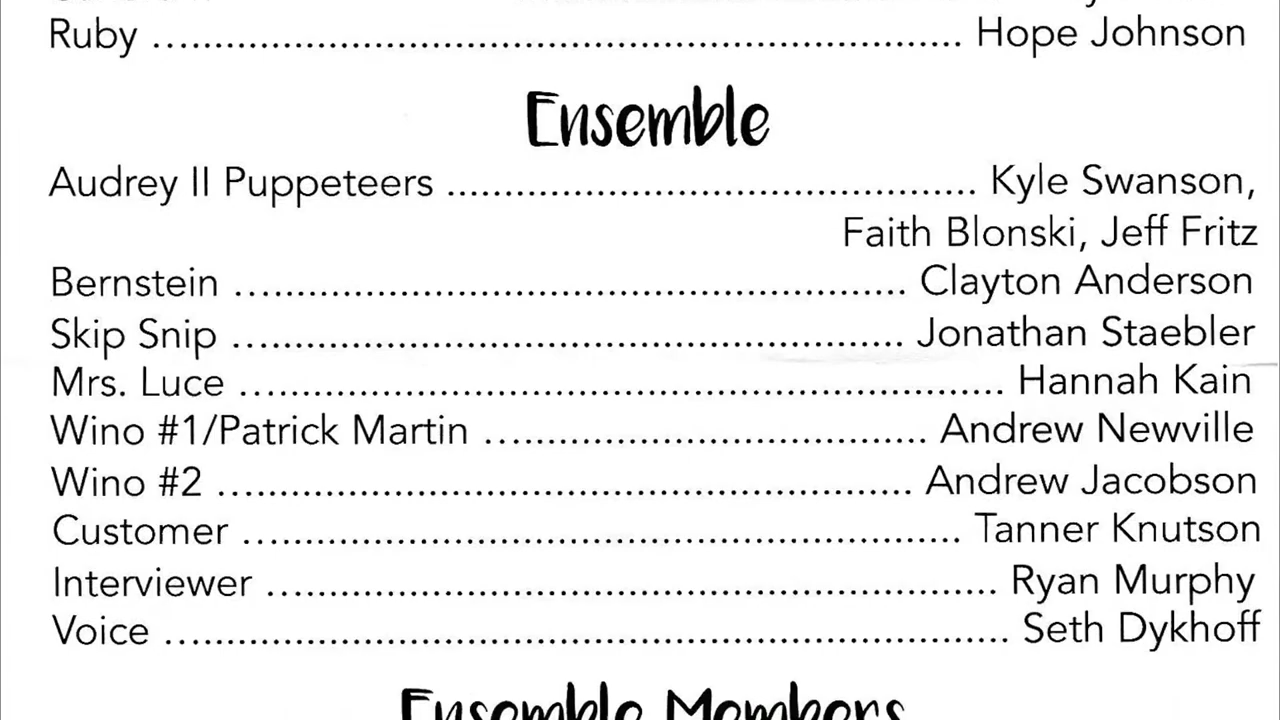 Ruby ................................................................ Hope Johnson
Ensemble
Audrey II Puppeteers .......................................... Kyle Swanson,
Faith Blonski, Jeff Fritz
Bernstein ...................................................... Clayton Anderson
Skip Snip ...................................................... Jonathan Staebler
Mrs. Luce ............................................................. Hannah Kain
Wino #1/Patrick Martin ................................... Andrew Newville
Wino #2 ........................................................ Andrew Jacobson
Customer .......................................................... Tanner Knutson
Interviewer .......................................................... Ryan Murphy
Voice .................................................................... Seth Dykhoff
Ensemble Members